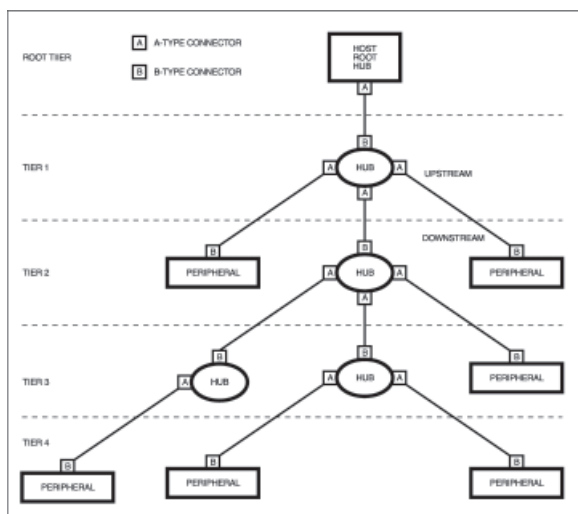 ROOT TIIER
A A-TYPE CONNECTOR
B B-TYPE CONNECTOR
HOST
ROOT
HUB
A
B
TIER 1
A HUB A
UPSTREAM
A
DOWNSTREAM
B B B
TIER 2
PERIPHERAL
A HUB A
PERIPHERAL
A
B B B
TIER 3
A HUB
A HUB A
PERIPHERAL
TIER 4
B B B
PERIPHERAL
PERIPHERAL
PERIPHERAL